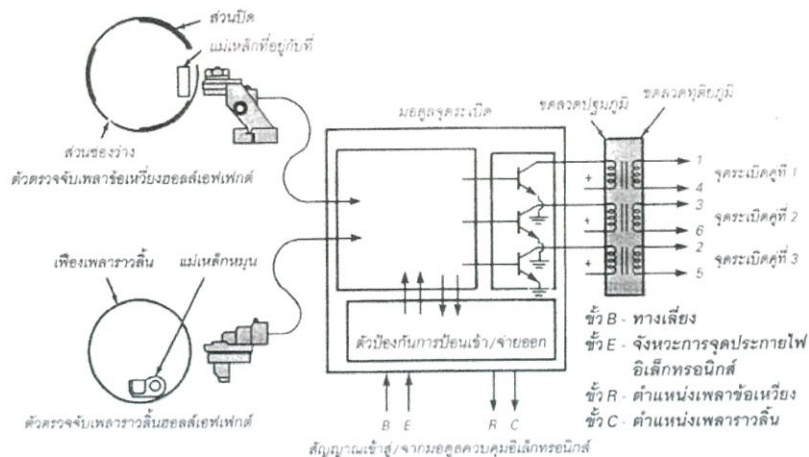 ส่วนปิด
แม่เหล็กที่อยู่กับที่
ส่วนช่องว่าง
ตัวตรวจจับเพลาข้อเหวี่ยงฮอลล์เอฟเฟกต์
มอดูลจุดระเบิด
ขดลวดปฐมภูมิ
ขดลวดทุติยภูมิ
+
1
4
จุดระเบิดคู่ที่ 1
+
3
6
จุดระเบิดคู่ที่ 2
+
2
5
จุดระเบิดคู่ที่ 3
เฟืองเพลาราวลิ้น
แม่เหล็กหมุน
ตัวตรวจจับเพลาราวลิ้นฮอลล์เอฟเฟกต์
ตัวป้องกันการป้อนเข้า/จ่ายออก
B E R C
สัญญาณเข้าสู่/จากมอดูลควบคุมอิเล็กทรอนิกส์
ขั้ว B - ทางเลี่ยง
ขั้ว E - จังหวะการจุดประกายไฟ
อิเล็กทรอนิกส์
ขั้ว R - ตำแหน่งเพลาข้อเหวี่ยง
ขั้ว C - ตำแหน่งเพลาราวลิ้น